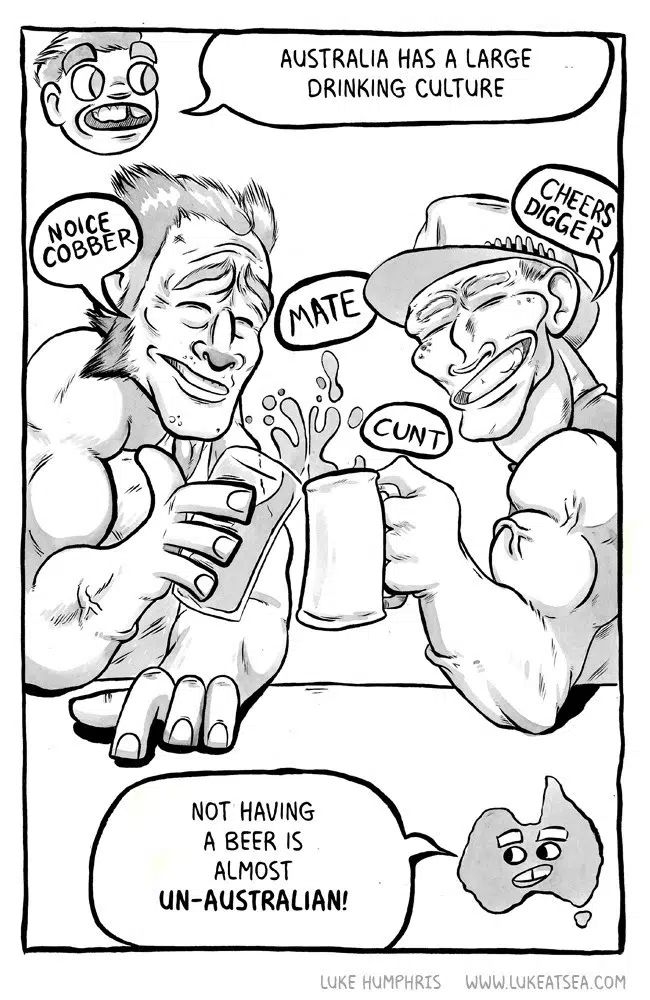 AUSTRALIA HAS A LARGE
DRINKING CULTURE
NOICE
COBBER
CHEERS
DIGGER
MATE
CUNT
NOT HAVING
A BEER IS
ALMOST
UN-AUSTRALIAN!
LUKE HUMPHRIS WWW.LUKEATSEA.COM